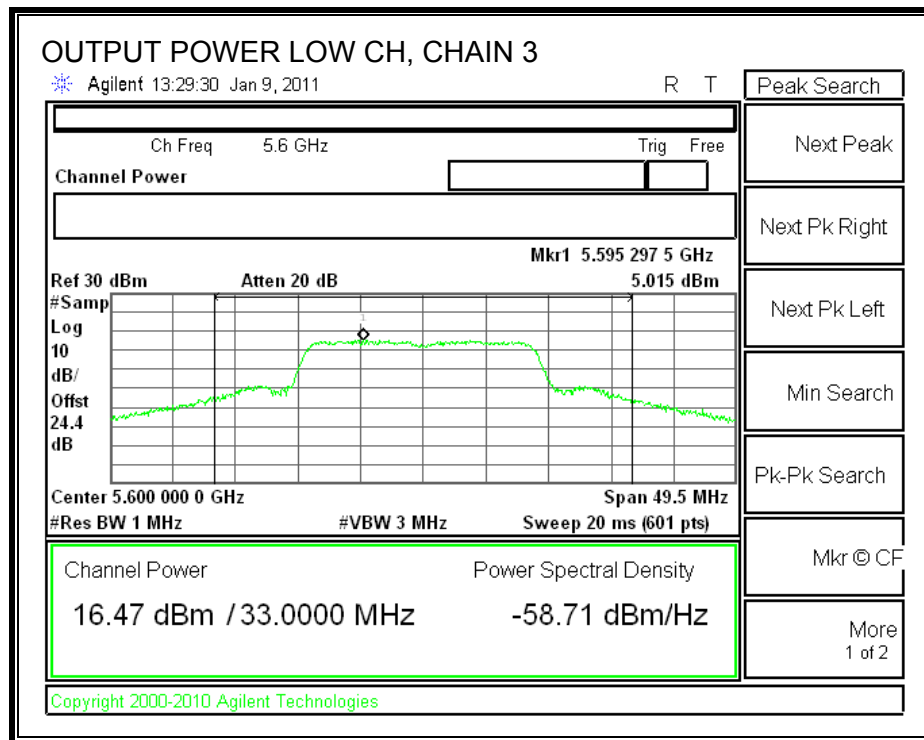 OUTPUT POWER LOW CH, CHAIN 3
Agilent 13:29:30 Jan 9, 2011 R T
Peak Search
Ch Freq 5.6 GHz Trig Free
Channel Power
Mkr1 5.595 297 5 GHz
Ref 30 dBm Atten 20 dB 5.015 dBm
#Samp
Log
10
dB/
Offst
24.4
dB
1
Center 5.600 000 0 GHz Span 49.5 MHz
#Res BW 1 MHz #VBW 3 MHz Sweep 20 ms (601 pts)
Channel Power Power Spectral Density
16.47 dBm / 33.0000 MHz -58.71 dBm/Hz
Copyright 2000-2010 Agilent Technologies
Next Peak
Next Pk Right
Next Pk Left
Min Search
Pk-Pk Search
Mkr © CF
More
1 of 2